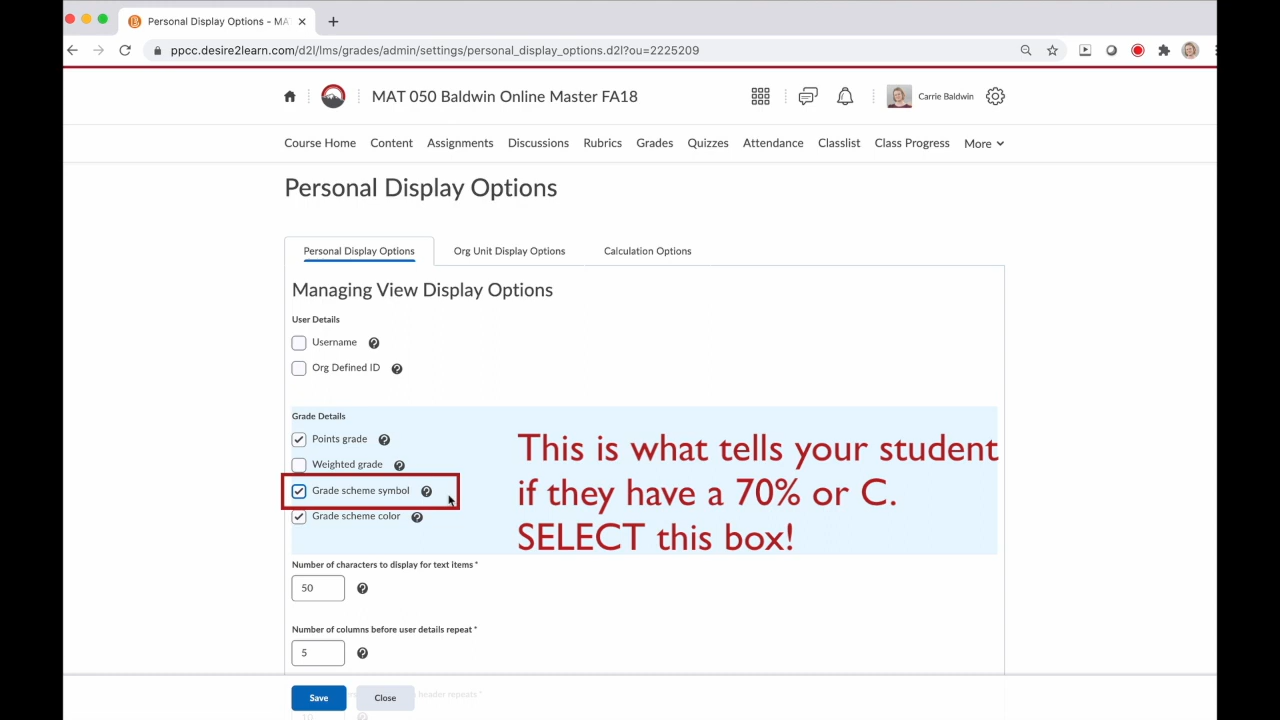 Personal Display Options - MA
ppcc.desire2learn.com/d2l/lms/grades/admin/settings/personal_display_options.d2l?ou=2225209
MAT 050 Baldwin Online Master FA18
Carrie Baldwin
Course Home Content Assignments Discussions Rubrics Grades Quizzes Attendance Classlist Class Progress More
Personal Display Options
Personal Display Options Org Unit Display Options Calculation Options
Managing View Display Options
User Details
Username
Org Defined ID
Grade Details
Points grade
Weighted grade
Grade scheme symbol
Grade scheme color
This is what tells your student
if they have a 70% or C.
SELECT this box!
Number of characters to display for text items *
50
Number of columns before user details repeat *
5
header repeats *
Save Close
10